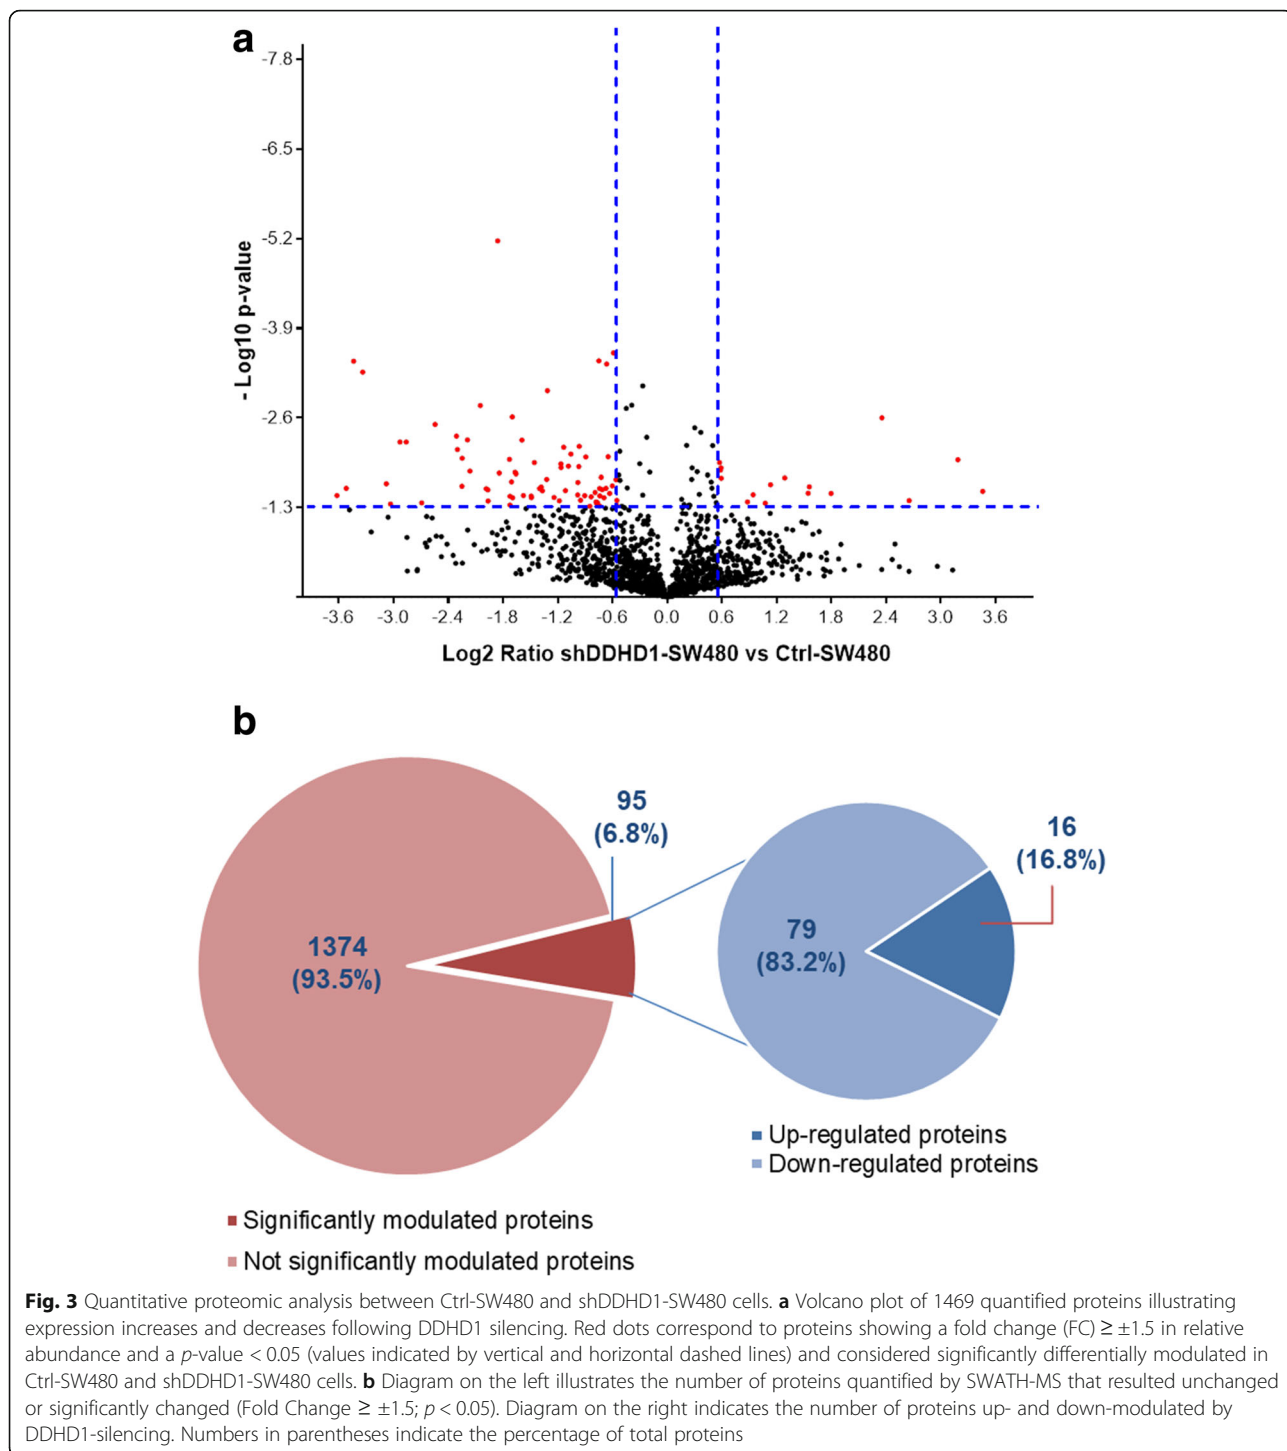 a
-7.8
-6.5
-5.2
-3.9
-2.6
-1.3
- Log10 p-value
-3.6 -3.0 -2.4 -1.8 -1.2 -0.6 0.0 0.6 1.2 1.8 2.4 3.0 3.6
Log2 Ratio shDDHD1-SW480 vs Ctrl-SW480
b
95
(6.8%)
16
(16.8%)
1374
(93.5%)
79
(83.2%)
Up-regulated proteins
Down-regulated proteins
Significantly modulated proteins
Not significantly modulated proteins
Fig. 3 Quantitative proteomic analysis between Ctrl-SW480 and shDDHD1-SW480 cells. a Volcano plot of 1469 quantified proteins illustrating
expression increases and decreases following DDHD1 silencing. Red dots correspond to proteins showing a fold change (FC) ≥ ±1.5 in relative
abundance and a p-value < 0.05 (values indicated by vertical and horizontal dashed lines) and considered significantly differentially modulated in
Ctrl-SW480 and shDDHD1-SW480 cells. b Diagram on the left illustrates the number of proteins quantified by SWATH-MS that resulted unchanged
or significantly changed (Fold Change ≥ ±1.5; p < 0.05). Diagram on the right indicates the number of proteins up- and down-modulated by
DDHD1-silencing. Numbers in parentheses indicate the percentage of total proteins